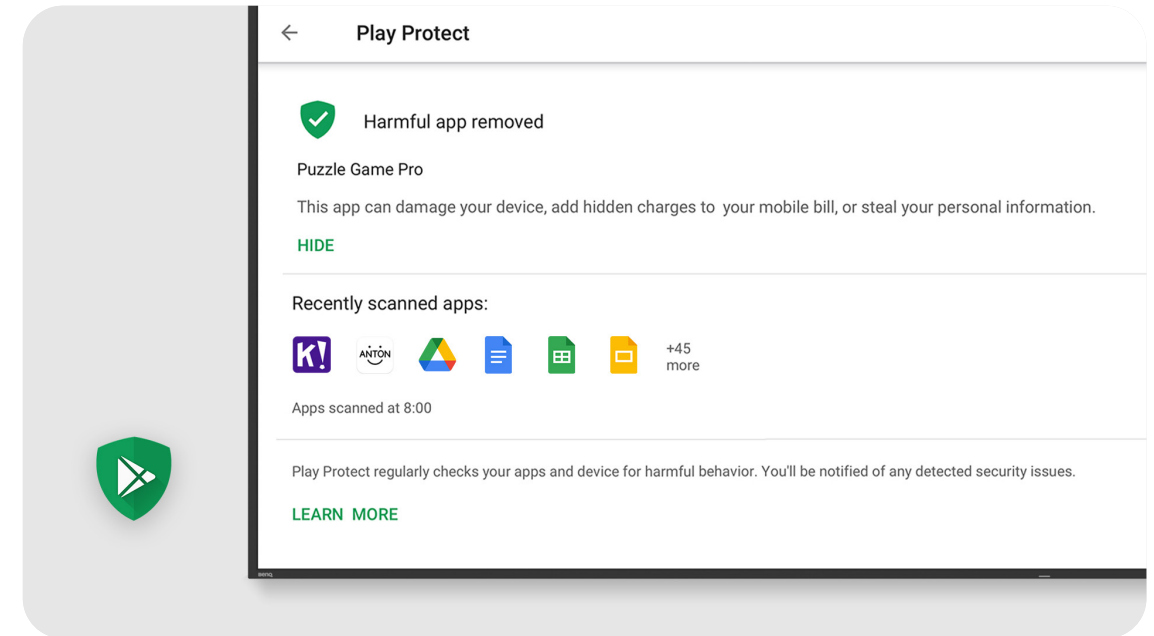 Play Protect
Harmful app removed
Puzzle Game Pro
This app can damage your device, add hidden charges to your mobile bill, or steal your personal information.
HIDE
Recently scanned apps:
K!
ANTON
+45
more
Apps scanned at 8:00
Play Protect regularly checks your apps and device for harmful behavior. You'll be notified of any detected security issues.
LEARN MORE
BenQ